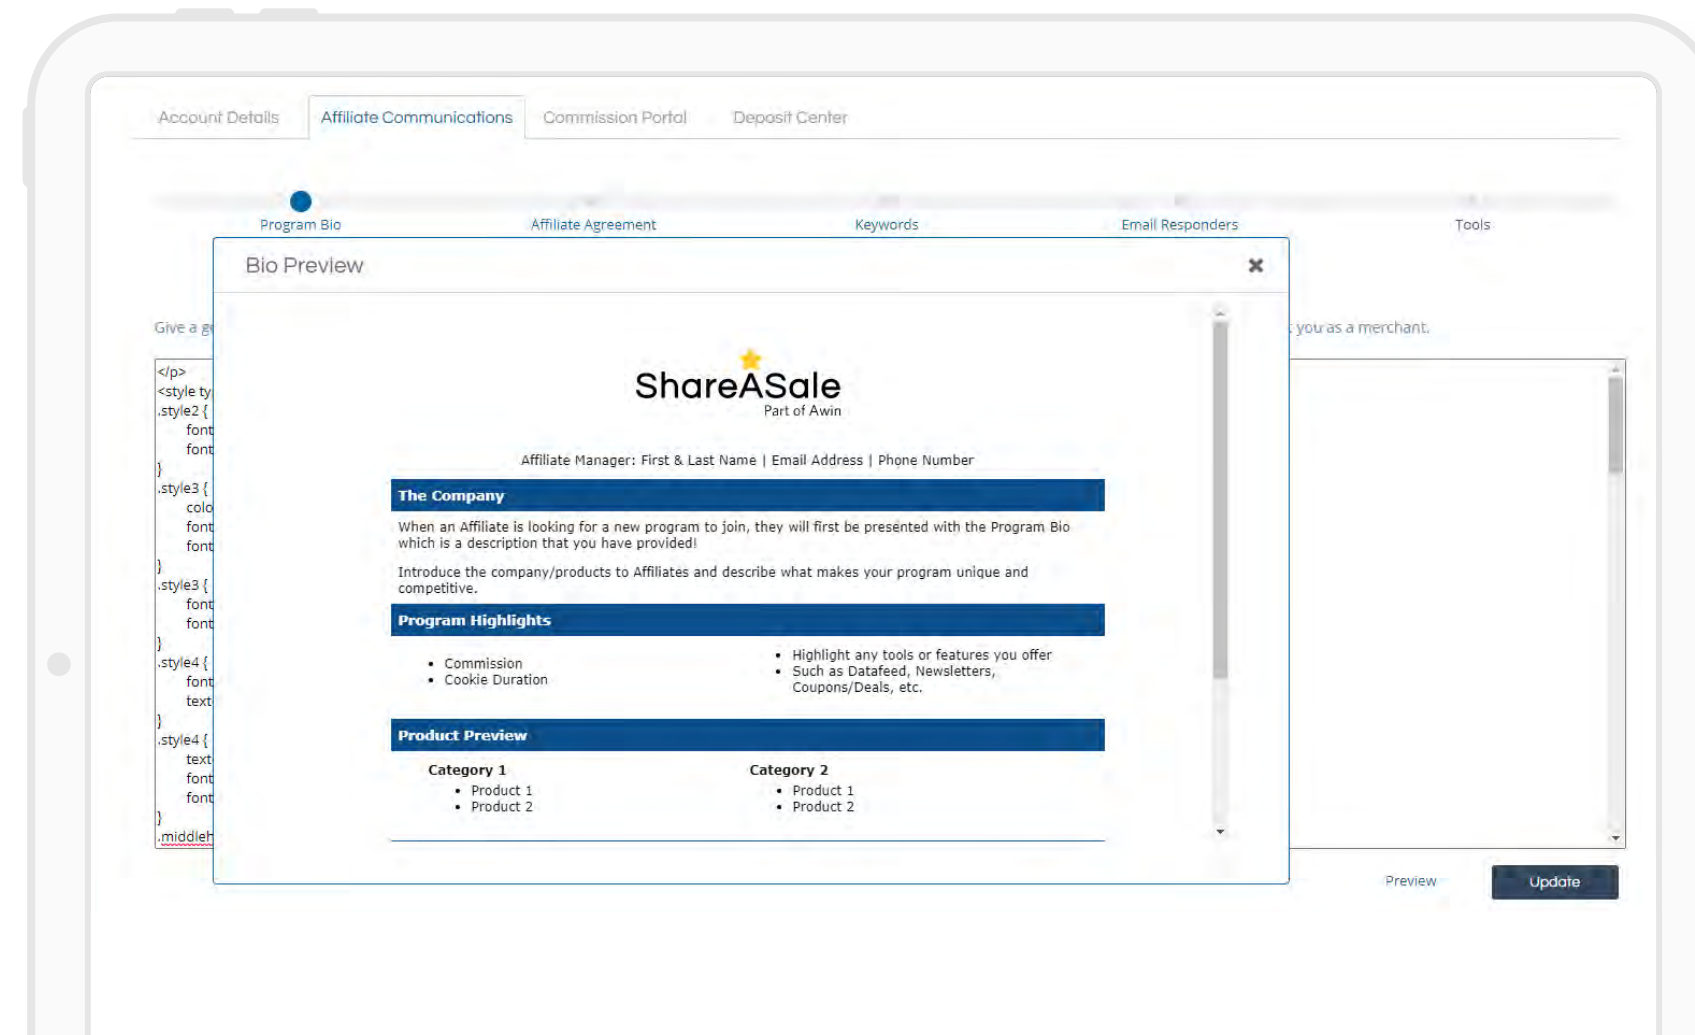 Account Details
Affiliate Communications
Commission Portal
Deposit Center
Program Bio
Affiliate Agreement
Keywords
Email Responders
Tools
Bio Preview
Give a
you as a merchant.
ShareASale
Part of Awin
Affiliate Manager: First & Last Name | Email Address | Phone Number
The Company
When an Affiliate is looking for a new program to join, they will first be presented with the Program Bio
which is a description that you have provided!
Introduce the company/products to Affiliates and describe what makes your program unique and
competitive.
Program Highlights
• Commission
• Cookie Duration
• Highlight any tools or features you offer
• Such as Datafeed, Newsletters,
Coupons/Deals, etc.
Product Preview
Category 1
• Product 1
• Product 2
Category 2
• Product 1
• Product 2
</p>
<style ty
.style2 {
font
font
}
.style3 {
colo
font
font
}
.style3 {
font
font
}
.style4 {
font
text
}
.style4 {
text
font
font
}
.middleh
Preview
Update